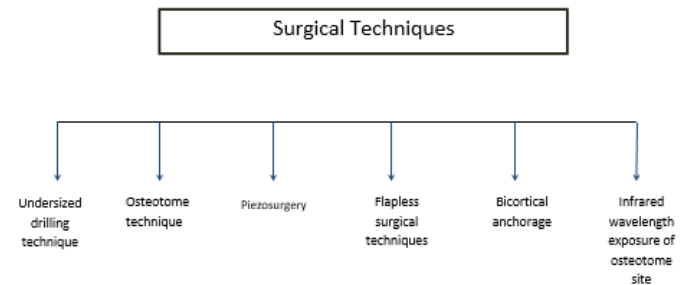 Surgical Techniques
Undersized
drilling
technique
Osteotome
technique
Piezosurgery
Flapless
surgical
techniques
Bicortical
anchorage
Infrared
wavelength
exposure of
osteotome
site